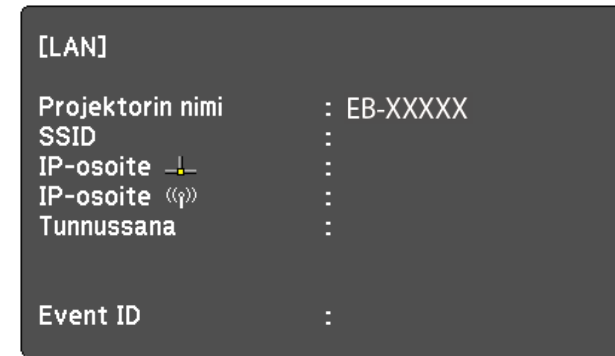 [LAN]
Projektorin nimi : EB-XXXXX
SSID :
IP-osoite :
IP-osoite :
Tunnussana :
Event ID :